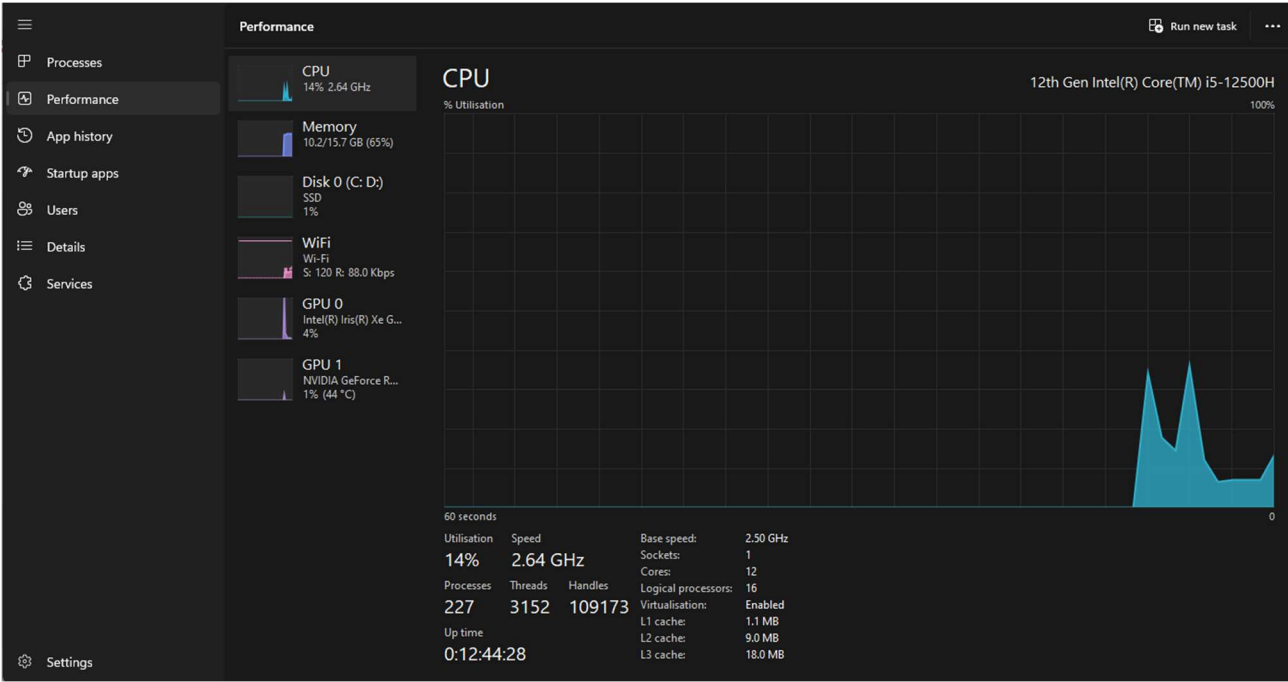 Performance
Run new task
Processes
Performance
App history
Startup apps
Users
Details
Services
Settings
CPU
14% 2.64 GHz
Memory
10.2/15.7 GB (65%)
Disk 0 (C: D:)
SSD
1%
WiFi
Wi-Fi
S: 120 R: 88.0 Kbps
GPU 0
Intel(R) Iris(R) Xe G...
4%
GPU 1
NVIDIA GeForce R...
1% (44 °C)
CPU
12th Gen Intel(R) Core(TM) i5-12500H
% Utilisation
100%
60 seconds
0
Utilisation
Speed
14%
2.64 GHz
Processes
Threads
Handles
227
3152
109173
Up time
0:12:44:28
Base speed: 2.50 GHz
Sockets: 1
Cores: 12
Logical processors: 16
Virtualisation: Enabled
L1 cache: 1.1 MB
L2 cache: 9.0 MB
L3 cache: 18.0 MB